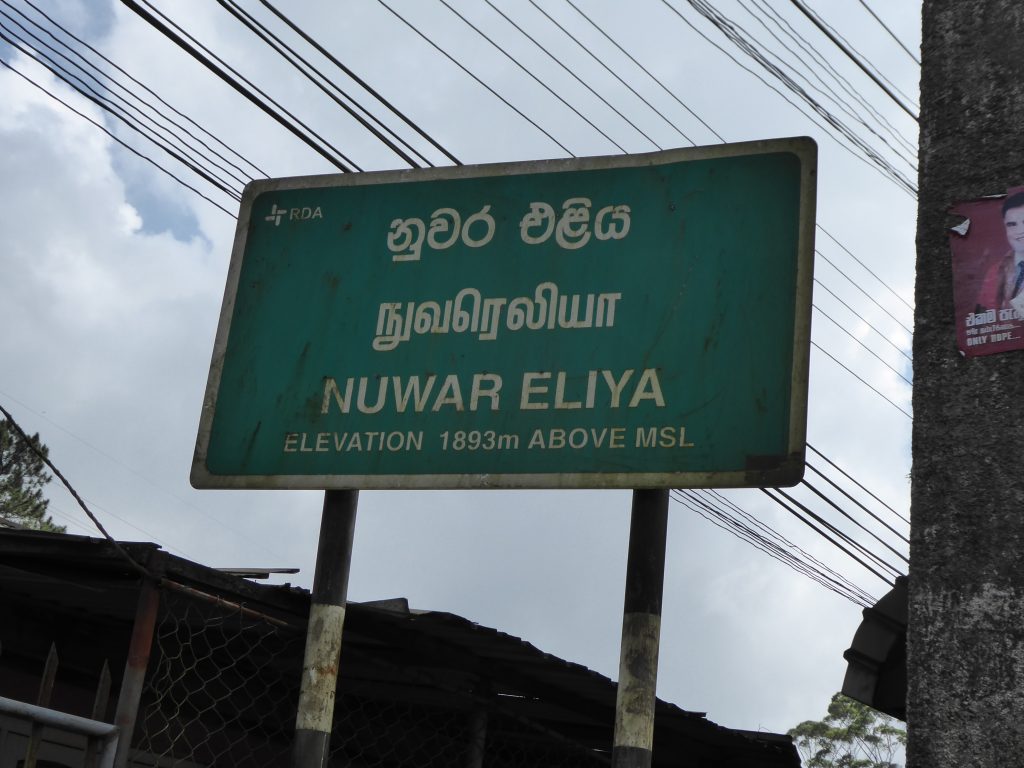 RDA
නුවර එළිය
நுவரெலியா
NUWAR ELIYA
ELEVATION 1893m ABOVE MSL
ONLY HOPE...